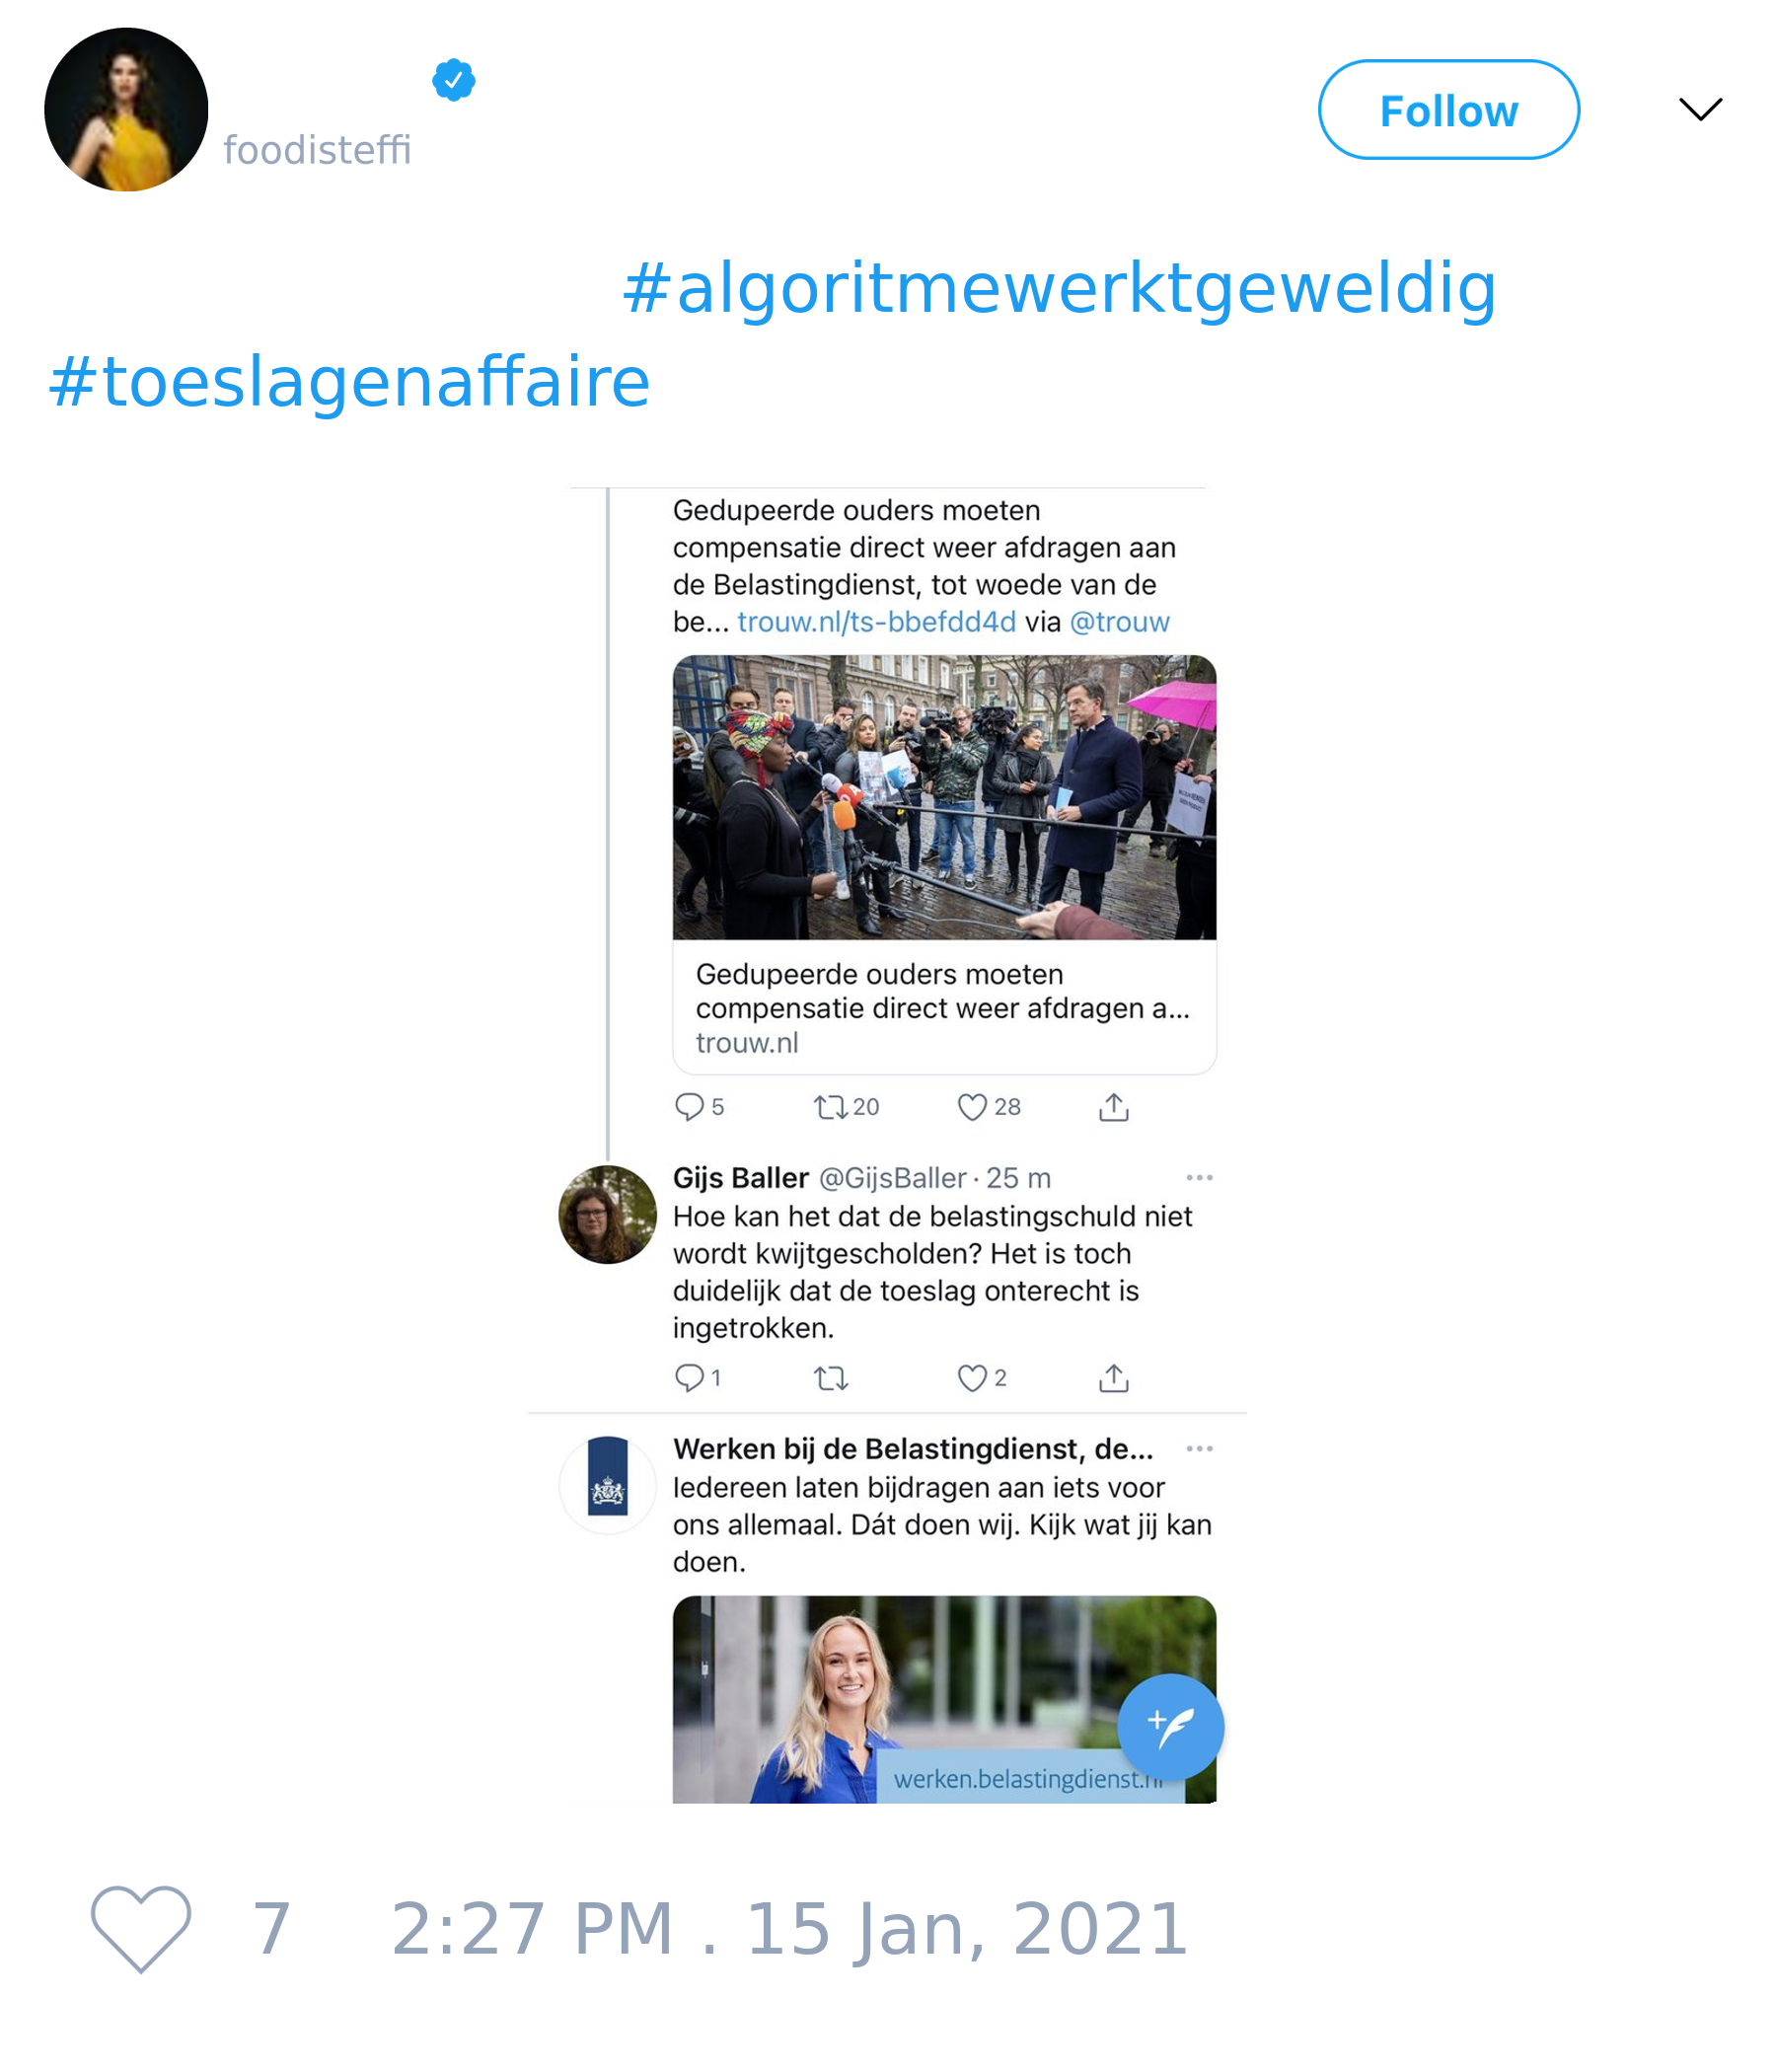 foodisteffi
Follow
#algoritmewerktgeweldig
#toeslagenaffaire
Gedupeerde ouders moeten
compensatie direct weer afdragen aan
de Belastingdienst, tot woede van de
be... trouw.nl/ts-bbefdd4d via @trouw
Gedupeerde ouders moeten
compensatie direct weer afdragen a...
trouw.nl
5 20 28
Gijs Baller @GijsBaller · 25 m
Hoe kan het dat de belastingschuld niet
wordt kwijtgescholden? Het is toch
duidelijk dat de toeslag onterecht is
ingetrokken.
1 2
Werken bij de Belastingdienst, de...
Iedereen laten bijdragen aan iets voor
ons allemaal. Dát doen wij. Kijk wat jij kan
doen.
werken.belastingdienst.nl
7 2:27 PM . 15 Jan, 2021